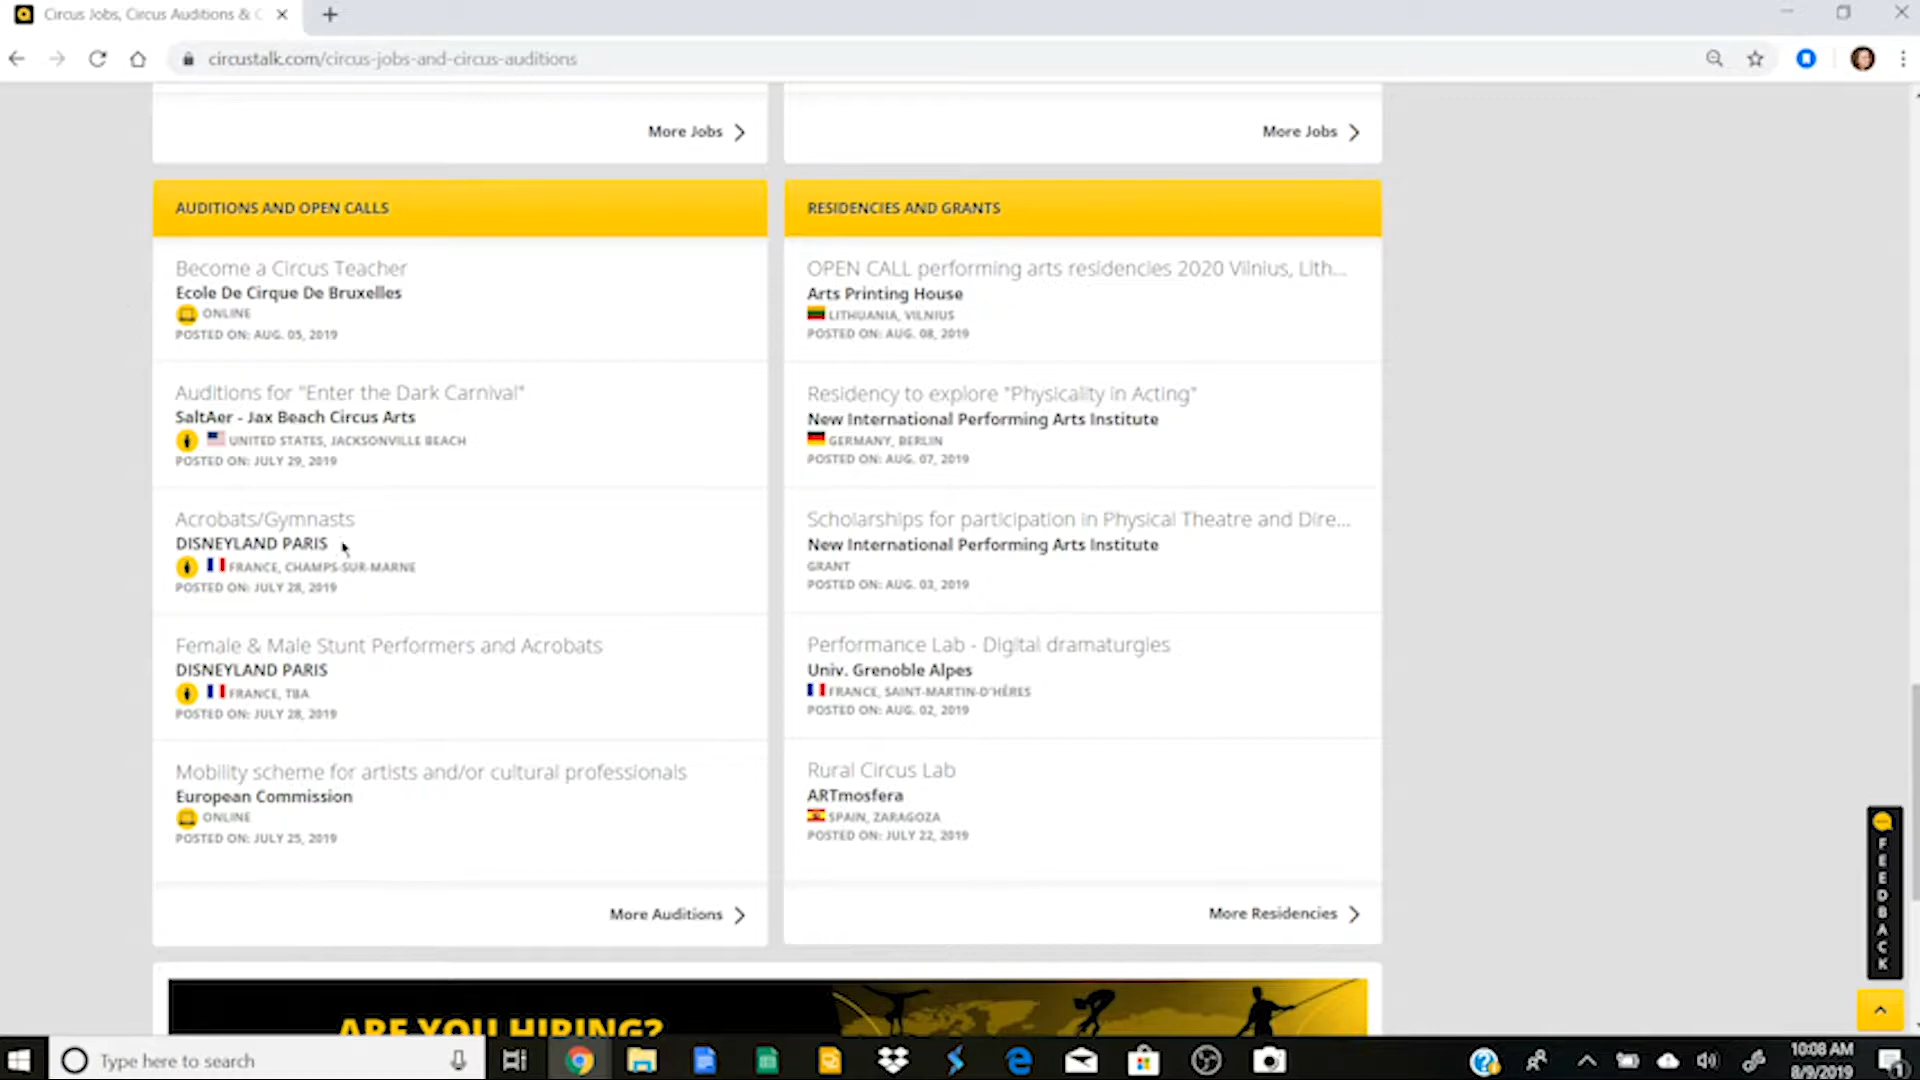 Circus Jobs, Circus Auditions & C
circustalk.com/circus-jobs-and-circus-auditions
More Jobs
More Jobs
AUDITIONS AND OPEN CALLS
Become a Circus Teacher
Ecole De Cirque De Bruxelles
ONLINE
POSTED ON: AUG. 05, 2019
Auditions for "Enter the Dark Carnival"
SaltAer - Jax Beach Circus Arts
UNITED STATES, JACKSONVILLE BEACH
POSTED ON: JULY 29, 2019
Acrobats/Gymnasts
DISNEYLAND PARIS
FRANCE, CHAMPS-SUR-MARNE
POSTED ON: JULY 28, 2019
Female & Male Stunt Performers and Acrobats
DISNEYLAND PARIS
FRANCE, TBA
POSTED ON: JULY 28, 2019
Mobility scheme for artists and/or cultural professionals
European Commission
ONLINE
POSTED ON: JULY 25, 2019
More Auditions
RESIDENCIES AND GRANTS
OPEN CALL performing arts residencies 2020 Vilnius, Lith...
Arts Printing House
LITHUANIA, VILNIUS
POSTED ON: AUG. 08, 2019
Residency to explore "Physicality in Acting"
New International Performing Arts Institute
GERMANY, BERLIN
POSTED ON: AUG. 07, 2019
Scholarships for participation in Physical Theatre and Dire...
New International Performing Arts Institute
GRANT
POSTED ON: AUG. 03, 2019
Performance Lab - Digital dramaturgies
Univ. Grenoble Alpes
FRANCE, SAINT-MARTIN-D'HÈRES
POSTED ON: AUG. 02, 2019
Rural Circus Lab
ARTmosfera
SPAIN, ZARAGOZA
POSTED ON: JULY 22, 2019
More Residencies
FEEDBACK
ARE YOU HIRING?
Type here to search
10:08 AM
8/9/2019